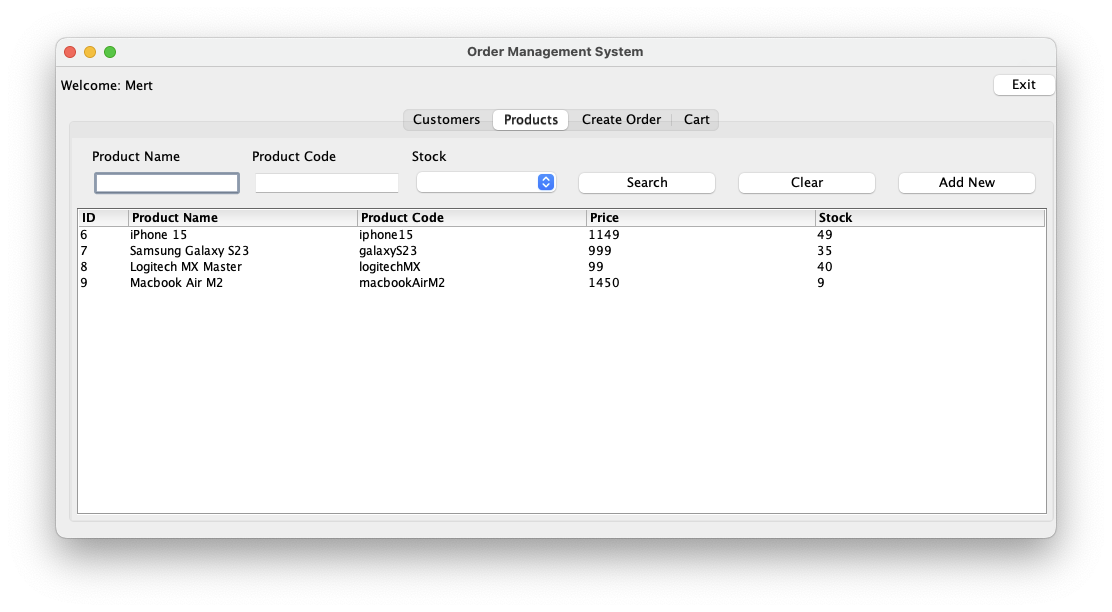 Order Management System
Welcome: Mert Exit
Customers Products Create Order Cart
Product Name Product Code Stock
Search Clear Add New
ID Product Name Product Code Price Stock
6 iPhone 15 iphone15 1149 49
7 Samsung Galaxy S23 galaxyS23 999 35
8 Logitech MX Master logitechMX 99 40
9 Macbook Air M2 macbookAirM2 1450 9